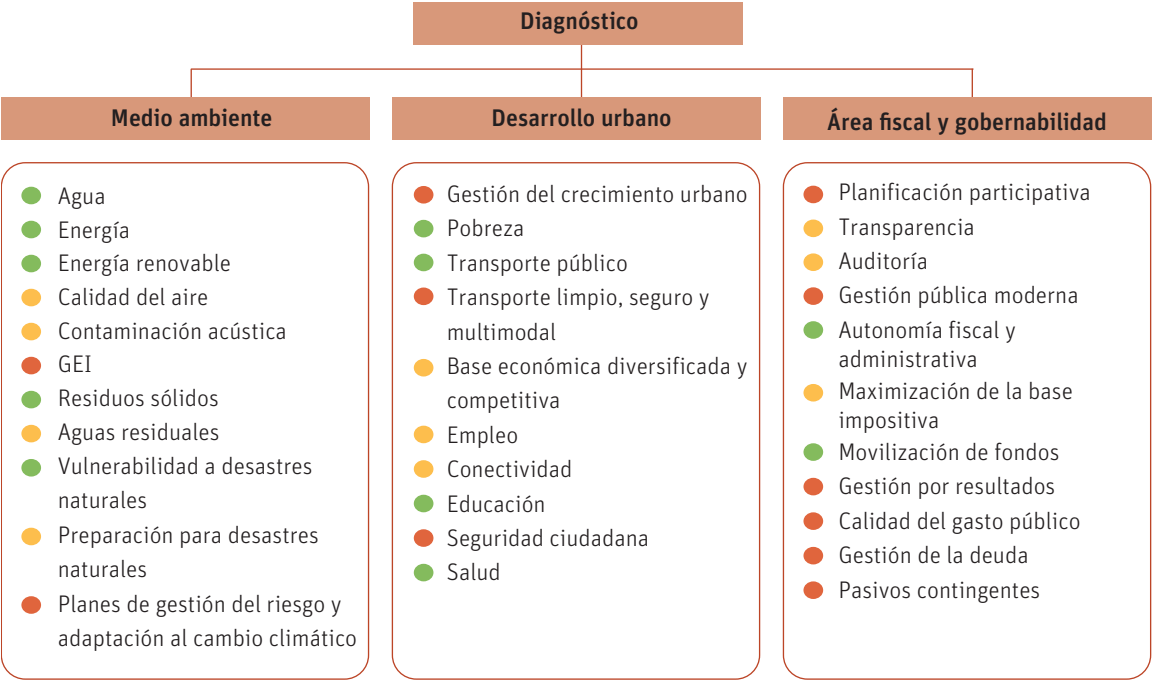 Diagnóstico
Medio ambiente
Agua
Energía
Energía renovable
Calidad del aire
Contaminación acústica
GEI
Residuos sólidos
Aguas residuales
Vulnerabilidad a desastres
naturales
Preparación para desastres
naturales
Planes de gestión del riesgo y
adaptación al cambio climático
Desarrollo urbano
Gestión del crecimiento urbano
Pobreza
Transporte público
Transporte limpio, seguro y
multimodal
Base económica diversificada y
competitiva
Empleo
Conectividad
Educación
Seguridad ciudadana
Salud
Área fiscal y gobernabilidad
Planificación participativa
Transparencia
Auditoría
Gestión pública moderna
Autonomía fiscal y
administrativa
Maximización de la base
impositiva
Movilización de fondos
Gestión por resultados
Calidad del gasto público
Gestión de la deuda
Pasivos contingentes